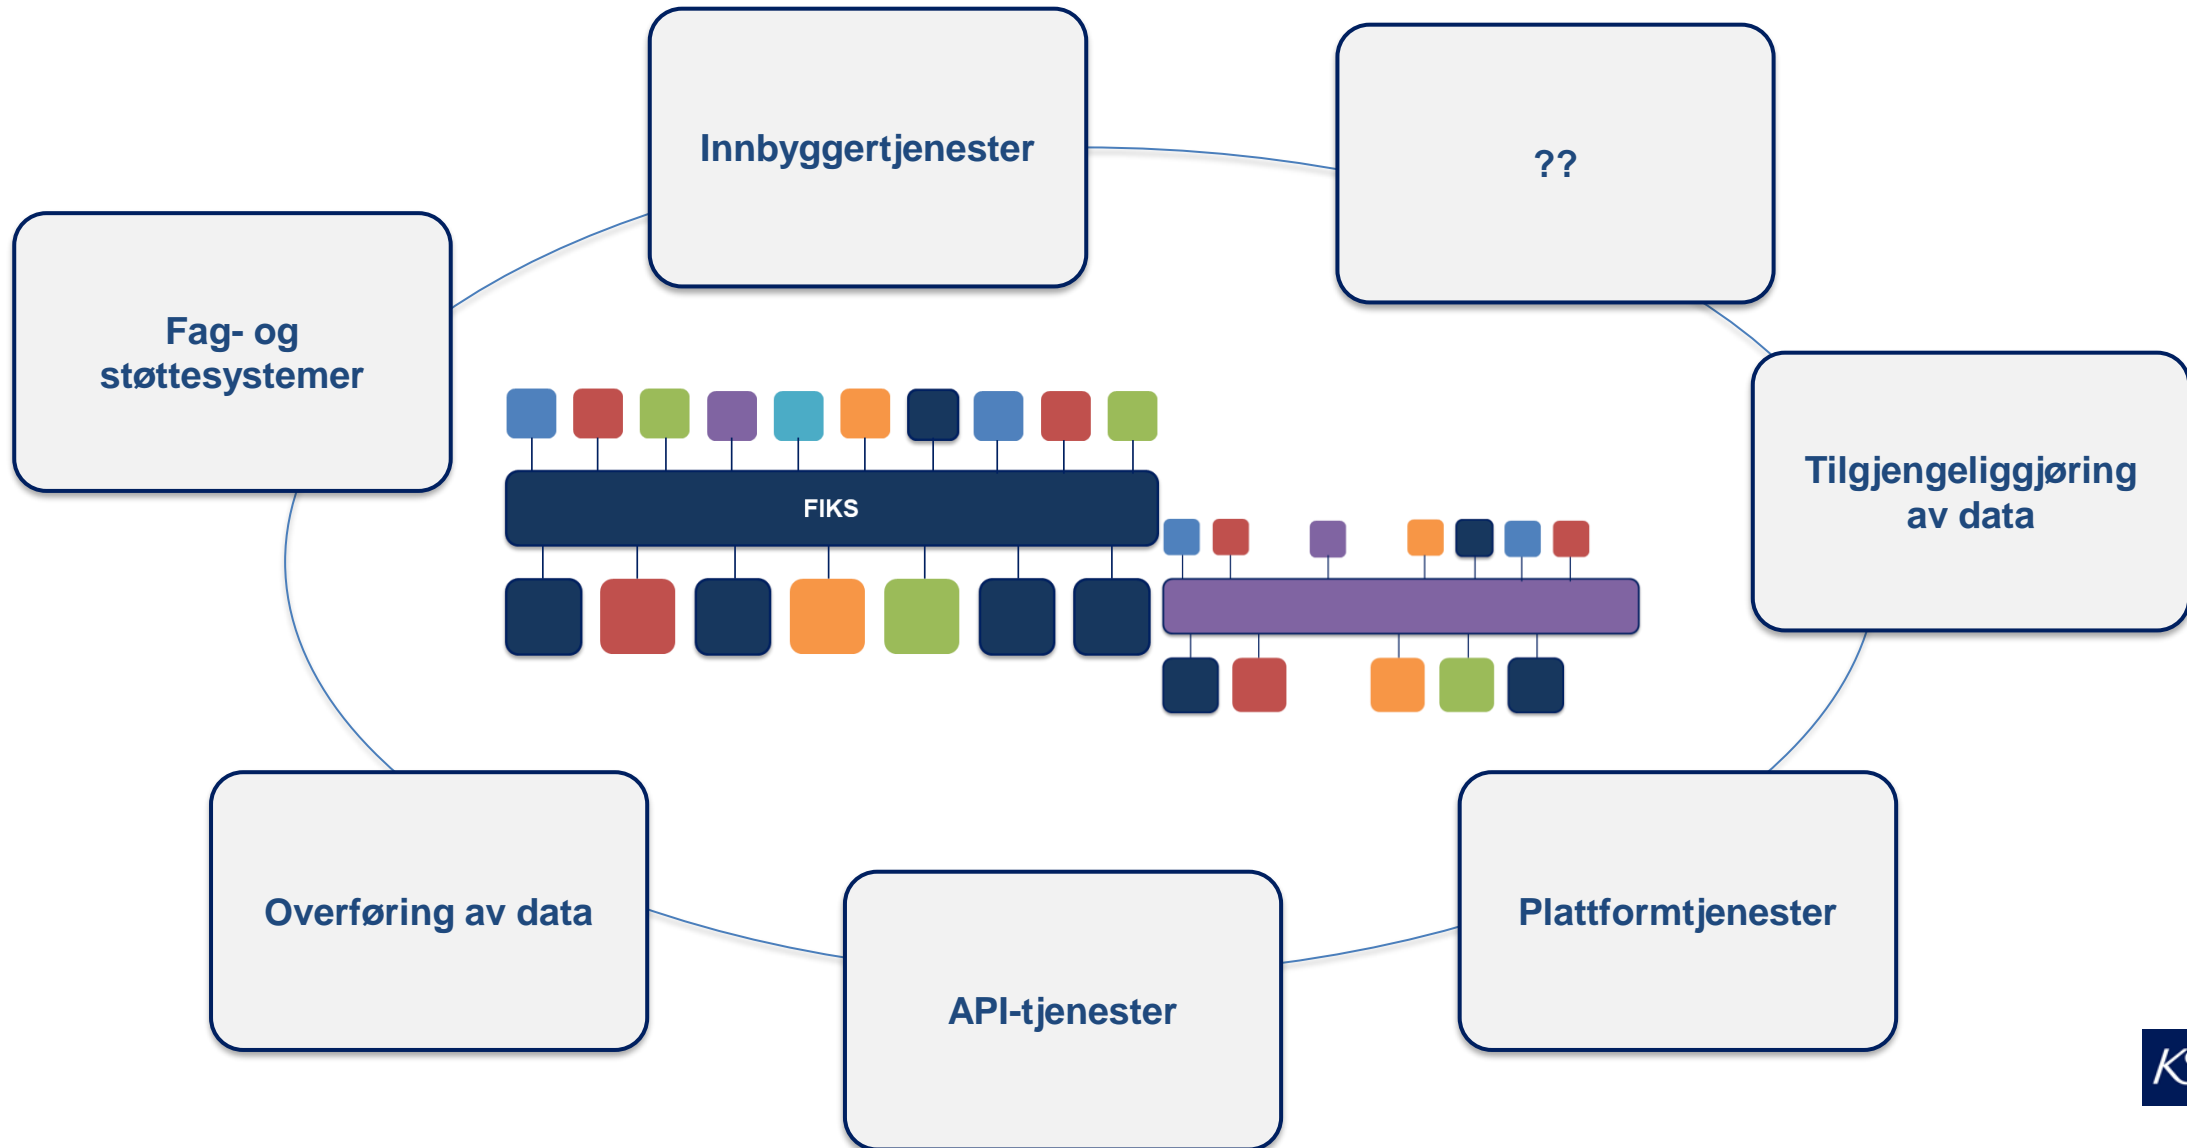 Innbyggertjenester
??
Fag- og
støttesystemer
Tilgjengeliggjøring
av data
FIKS
Overføring av data
Plattformtjenester
API-tjenester